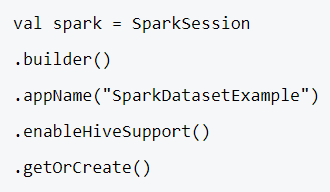 val spark = SparkSession
.builder()
.appName("SparkDatasetExample")
.enableHiveSupport()
.getOrCreate()